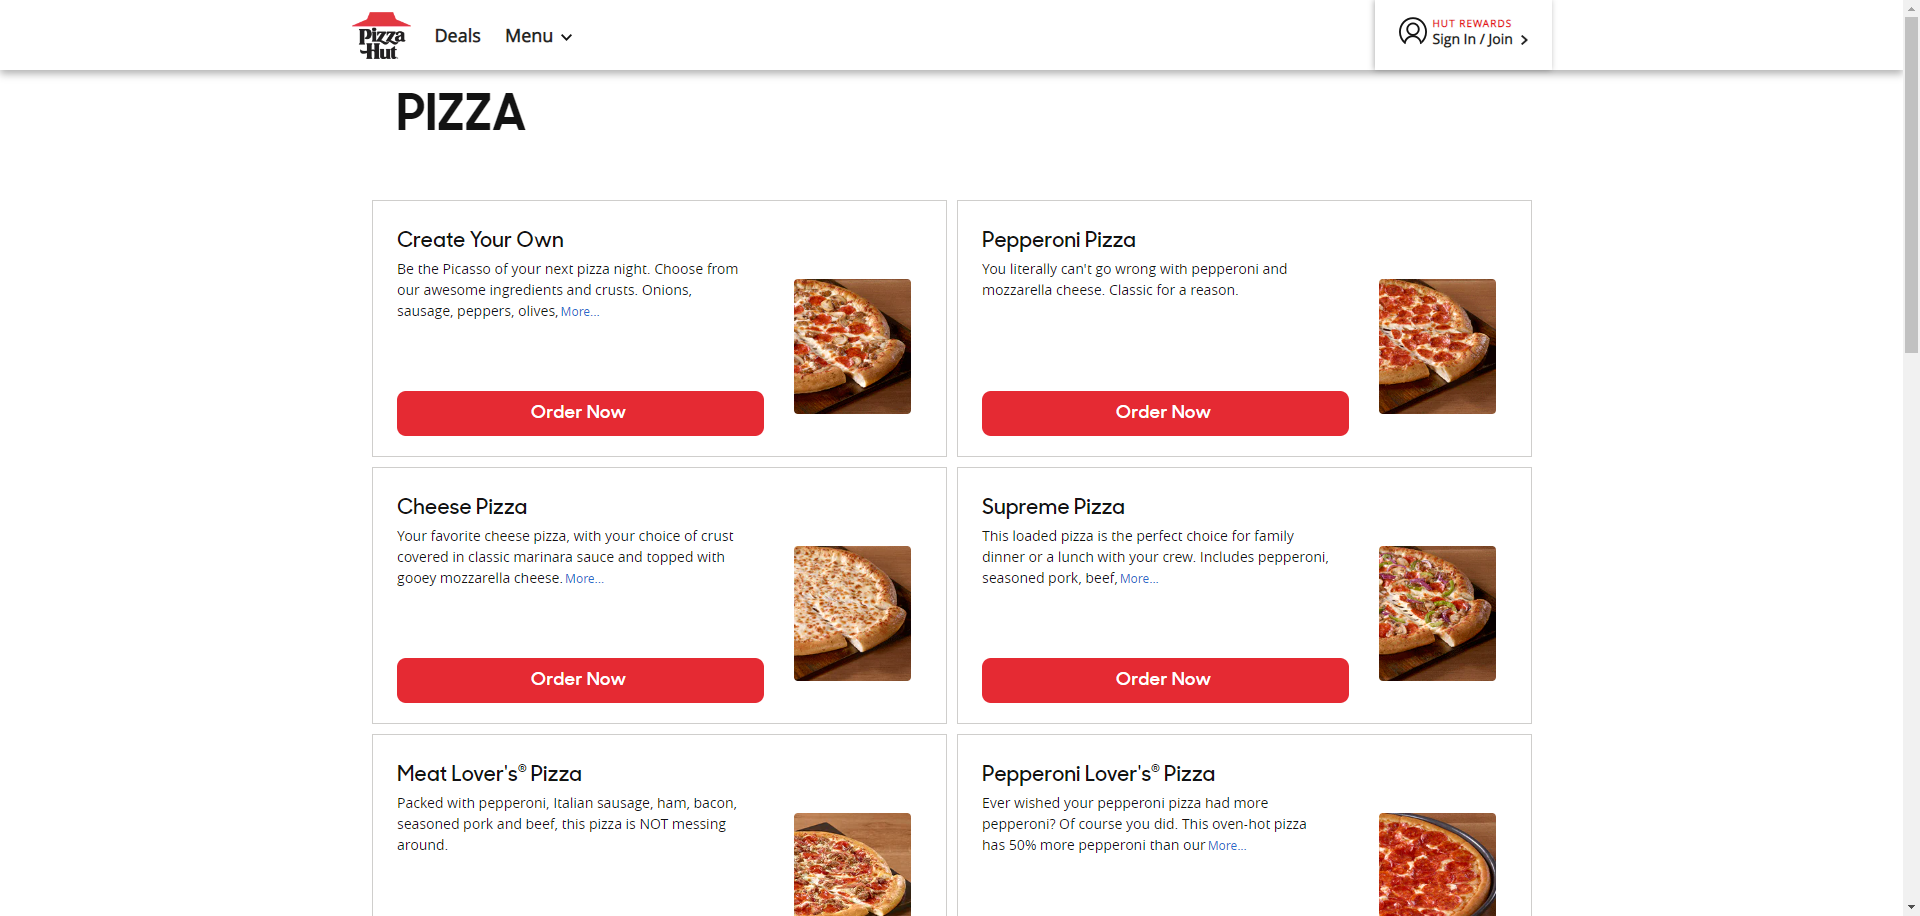 Pizza
Hut
Deals
Menu
HUT REWARDS
Sign In / Join
PIZZA
Create Your Own
Be the Picasso of your next pizza night. Choose from
our awesome ingredients and crusts. Onions,
sausage, peppers, olives, More...
Order Now
Pepperoni Pizza
You literally can't go wrong with pepperoni and
mozzarella cheese. Classic for a reason.
Order Now
Cheese Pizza
Your favorite cheese pizza, with your choice of crust
covered in classic marinara sauce and topped with
gooey mozzarella cheese. More...
Order Now
Supreme Pizza
This loaded pizza is the perfect choice for family
dinner or a lunch with your crew. Includes pepperoni,
seasoned pork, beef, More...
Order Now
Meat Lover's® Pizza
Packed with pepperoni, Italian sausage, ham, bacon,
seasoned pork and beef, this pizza is NOT messing
around.
Pepperoni Lover's® Pizza
Ever wished your pepperoni pizza had more
pepperoni? Of course you did. This oven-hot pizza
has 50% more pepperoni than our More...